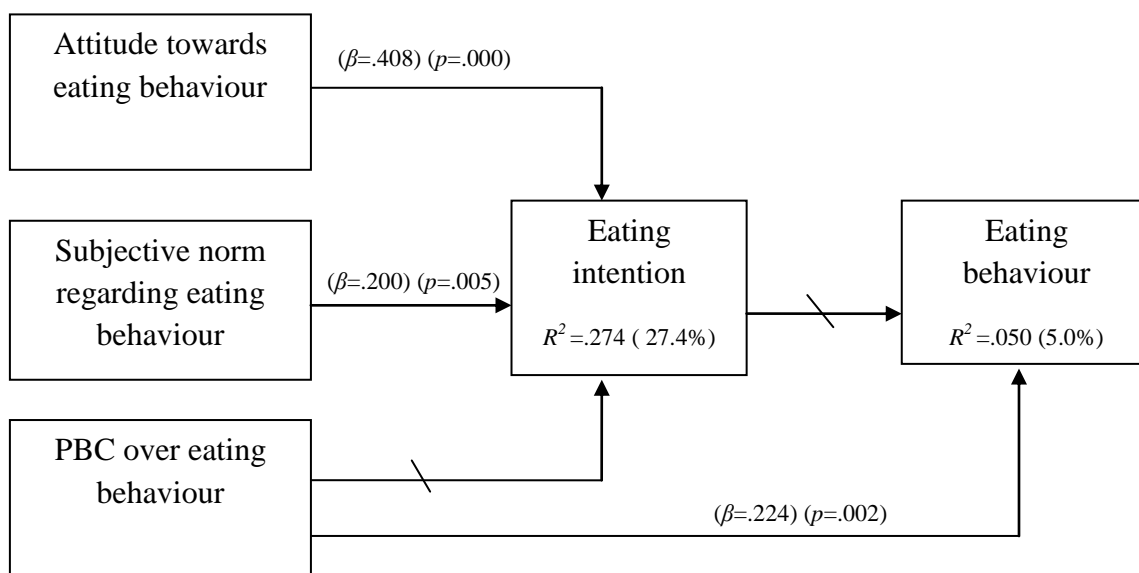 Attitude towards
eating behaviour
(β=.408) (p=.000)
Subjective norm
regarding eating
behaviour
(β=.200) (p=.005)
Eating
intention
R² =.274 ( 27.4%)
Eating
behaviour
R² =.050 (5.0%)
PBC over eating
behaviour
(β=.224) (p=.002)